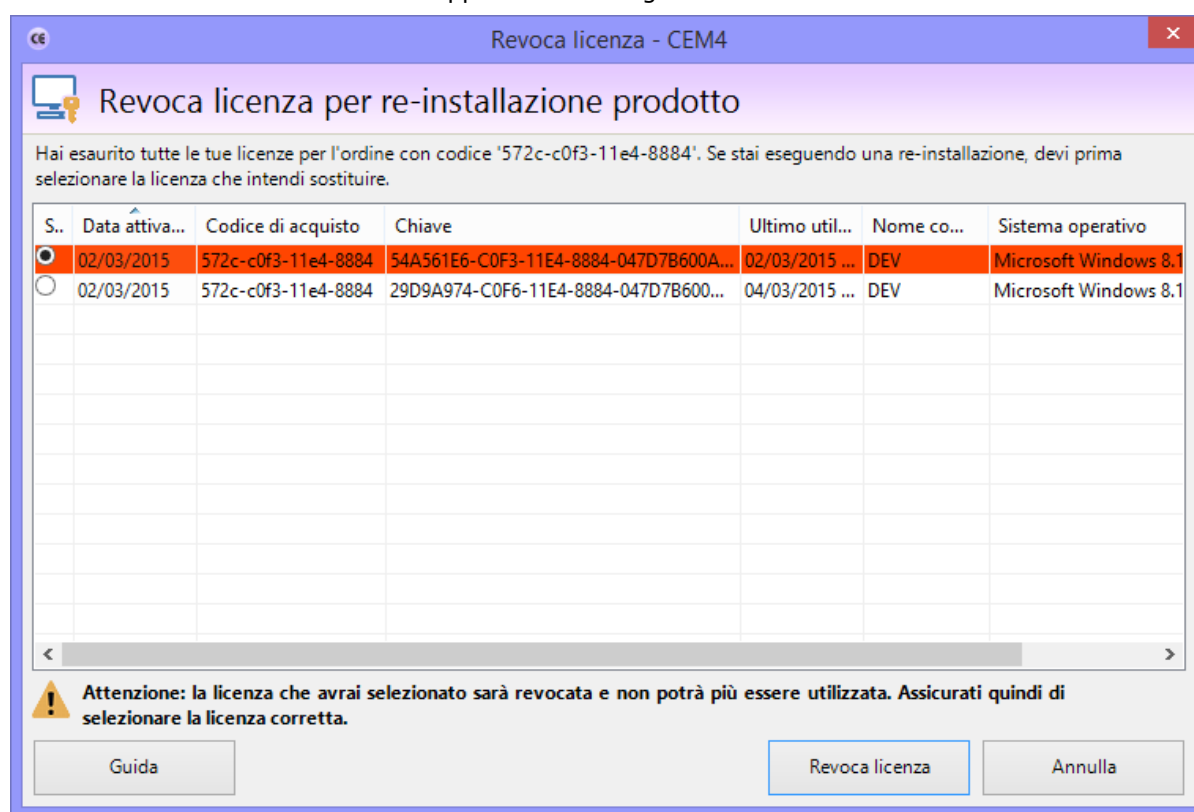 CE
Revoca licenza - CEM4
Revoca licenza per re-installazione prodotto
Hai esaurito tutte le tue licenze per l'ordine con codice '572c-c0f3-11e4-8884'. Se stai eseguendo una re-installazione, devi prima
selezionare la licenza che intendi sostituire.
S.. Data attiva... Codice di acquisto Chiave Ultimo util... Nome co... Sistema operativo
02/03/2015 572c-c0f3-11e4-8884 54A561E6-C0F3-11E4-8884-047D7B600A... 02/03/2015 ... DEV Microsoft Windows 8.1
02/03/2015 572c-c0f3-11e4-8884 29D9A974-C0F6-11E4-8884-047D7B600... 04/03/2015 ... DEV Microsoft Windows 8.1
Attenzione: la licenza che avrai selezionato sarà revocata e non potrà più essere utilizzata. Assicurati quindi di
selezionare la licenza corretta.
Guida Revoca licenza Annulla